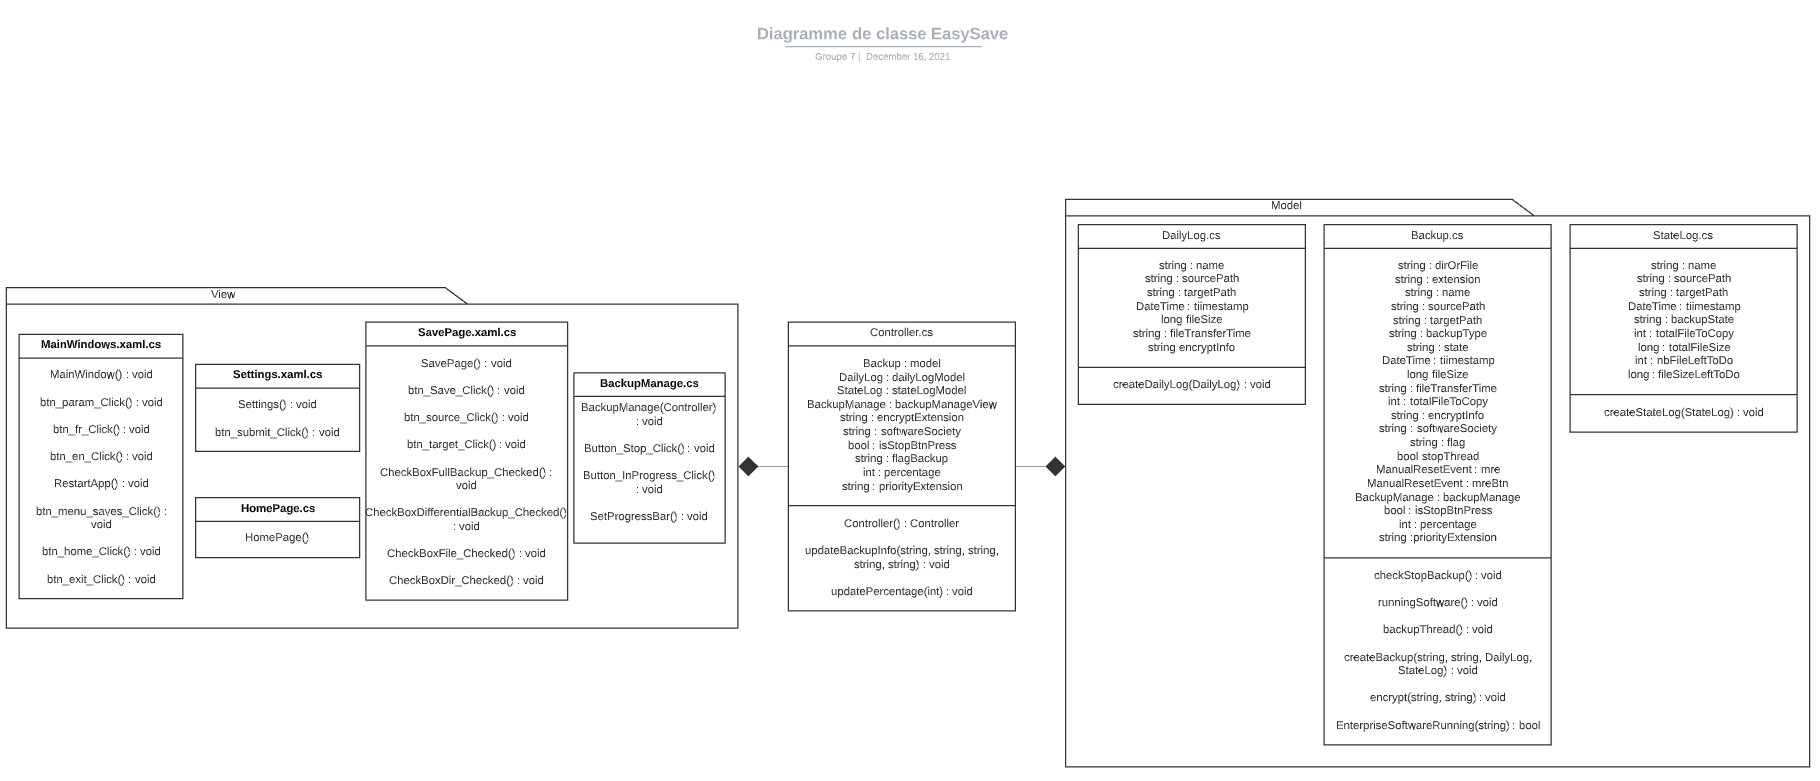 Diagramme de classe EasySave
Groupe 7 | December 16, 2021
View
MainWindows.xaml.cs
MainWindow() : void
btn_param_Click() : void
btn_fr_Click() : void
btn_en_Click() : void
RestartApp() : void
btn_menu_saves_Click() :
void
btn_home_Click() : void
btn_exit_Click() : void
Settings.xaml.cs
Settings() : void
btn_submit_Click() : void
HomePage.cs
HomePage()
SavePage.xaml.cs
SavePage() : void
btn_Save_Click() : void
btn_source_Click() : void
btn_target_Click() : void
CheckBoxFullBackup_Checked() :
void
CheckBoxDifferentialBackup_Checked()
: void
CheckBoxFile_Checked() : void
CheckBoxDir_Checked() : void
BackupManage.cs
BackupManage(Controller)
: void
Button_Stop_Click() : void
Button_InProgress_Click()
: void
SetProgressBar() : void
Controller.cs
Backup : model
DailyLog : dailyLogModel
StateLog : stateLogModel
BackupManage : backupManageView
string : encryptExtension
string : softwareSociety
bool : isStopBtnPress
string : flagBackup
int : percentage
string : priorityExtension
Controller() : Controller
updateBackupInfo(string, string, string,
string, string) : void
updatePercentage(int) : void
Model
DailyLog.cs
string : name
string : sourcePath
string : targetPath
DateTime : tiimestamp
long fileSize
string : fileTransferTime
string encryptInfo
createDailyLog(DailyLog) : void
Backup.cs
string : dirOrFile
string : extension
string : name
string : sourcePath
string : targetPath
string : backupType
string : state
DateTime : tiimestamp
long fileSize
string : fileTransferTime
int : totalFileToCopy
string : encryptInfo
string : softwareSociety
string : flag
bool stopThread
ManualResetEvent : mre
ManualResetEvent : mreBtn
BackupManage : backupManage
bool : isStopBtnPress
int : percentage
string :priorityExtension
checkStopBackup() : void
runningSoftware() : void
backupThread() : void
createBackup(string, string, DailyLog,
StateLog) : void
encrypt(string, string) : void
EnterpriseSoftwareRunning(string) : bool
StateLog.cs
string : name
string : sourcePath
string : targetPath
DateTime : tiimestamp
string : backupState
int : totalFileToCopy
long : totalFileSize
int : nbFileLeftToDo
long : fileSizeLeftToDo
createStateLog(StateLog) : void